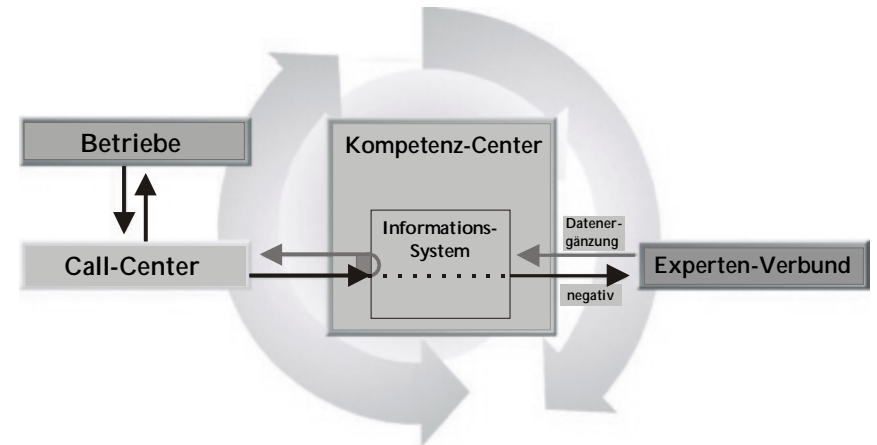 Betriebe
Kompetenz-Center
Informations-
System
Datener-
gänzung
Call-Center
Experten-Verbund
negativ